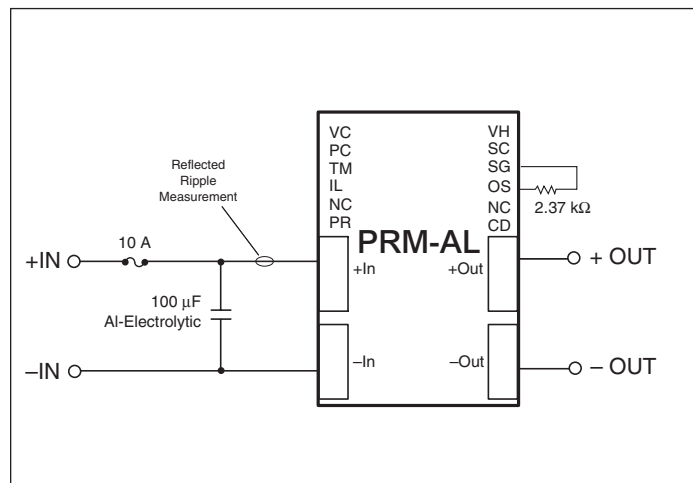 VC
PC
TM
IL
NC
PR
VH
SC
SG
OS
NC
CD
2.37 kΩ
Reflected
Ripple
Measurement
PRM-AL
10 A
+IN
+In
+Out
+ OUT
100 µF
Al-Electrolytic
–IN
–In
–Out
– OUT